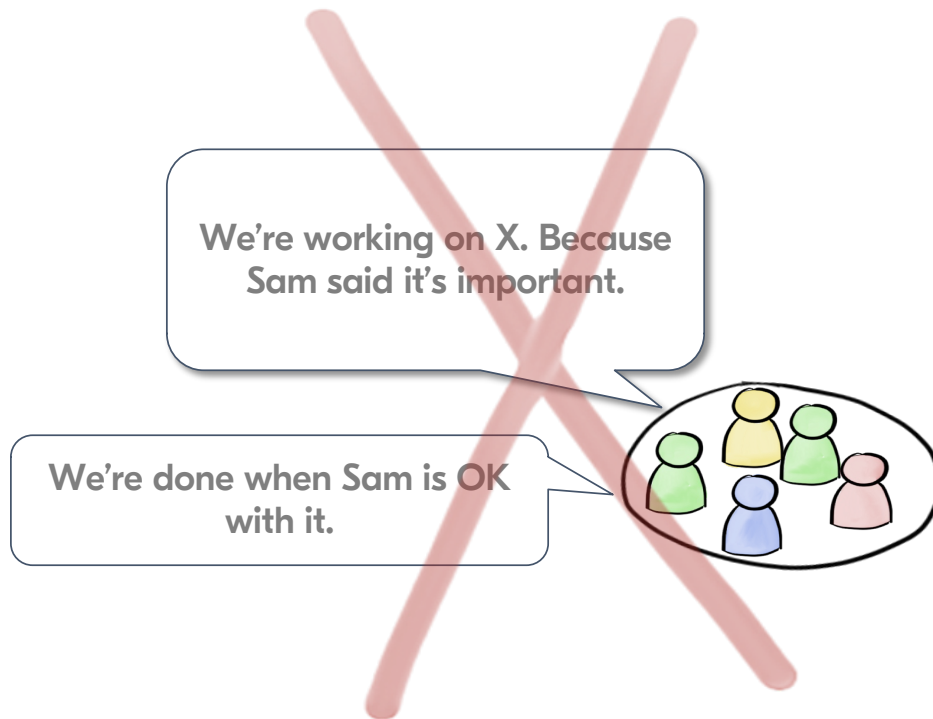 We're working on X. Because
Sam said it's important.
We're done when Sam is OK
with it.